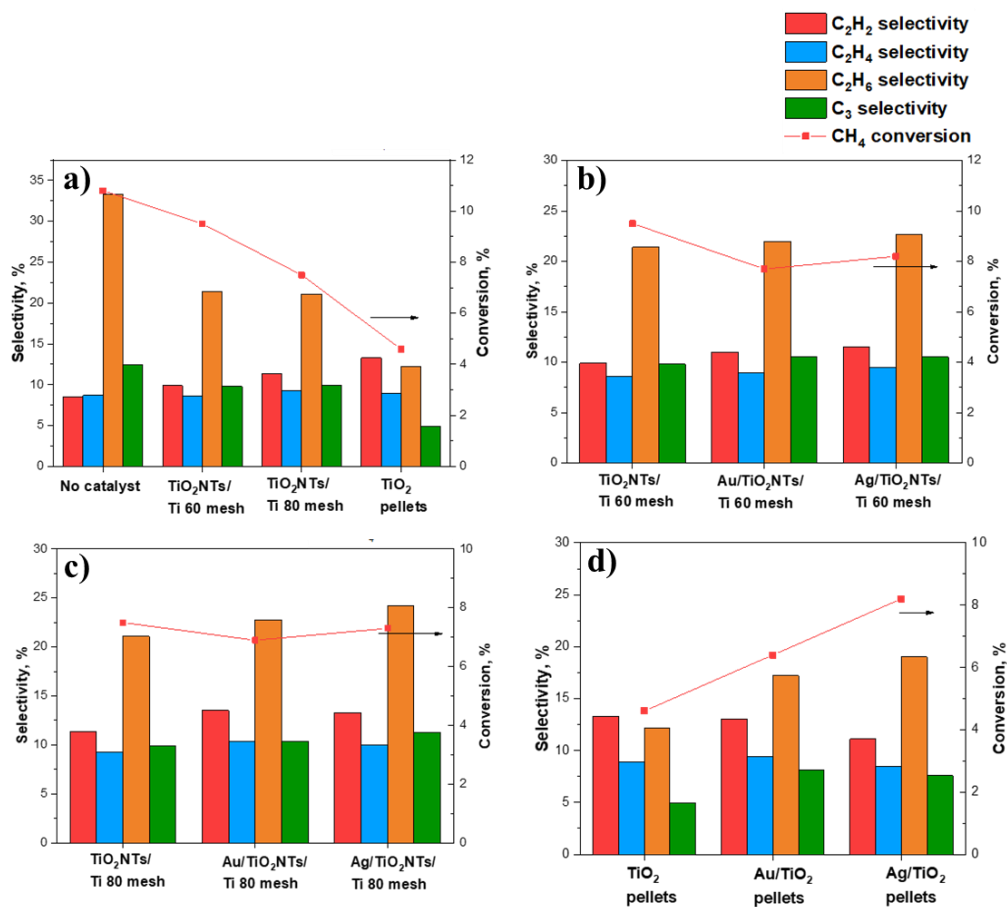 C₂H₂ selectivity
C₂H₄ selectivity
C₂H₆ selectivity
C₃ selectivity
CH₄ conversion
a)
Selectivity, %
35
30
25
20
15
10
5
0
12
10
8
6
4
2
0
Conversion, %
No catalyst
TiO₂NTs/
Ti 60 mesh
TiO₂NTs/
Ti 80 mesh
TiO₂
pellets
b)
Selectivity, %
30
25
20
15
10
5
0
12
10
8
6
4
2
0
Conversion, %
TiO₂NTs/
Ti 60 mesh
Au/TiO₂NTs/
Ti 60 mesh
Ag/TiO₂NTs/
Ti 60 mesh
c)
Selectivity, %
30
25
20
15
10
5
0
10
8
6
4
2
0
Conversion, %
TiO₂NTs/
Ti 80 mesh
Au/TiO₂NTs/
Ti 80 mesh
Ag/TiO₂NTs/
Ti 80 mesh
d)
Selectivity, %
30
25
20
15
10
5
0
10
8
6
4
2
0
Conversion, %
TiO₂
pellets
Au/TiO₂
pellets
Ag/TiO₂
pellets